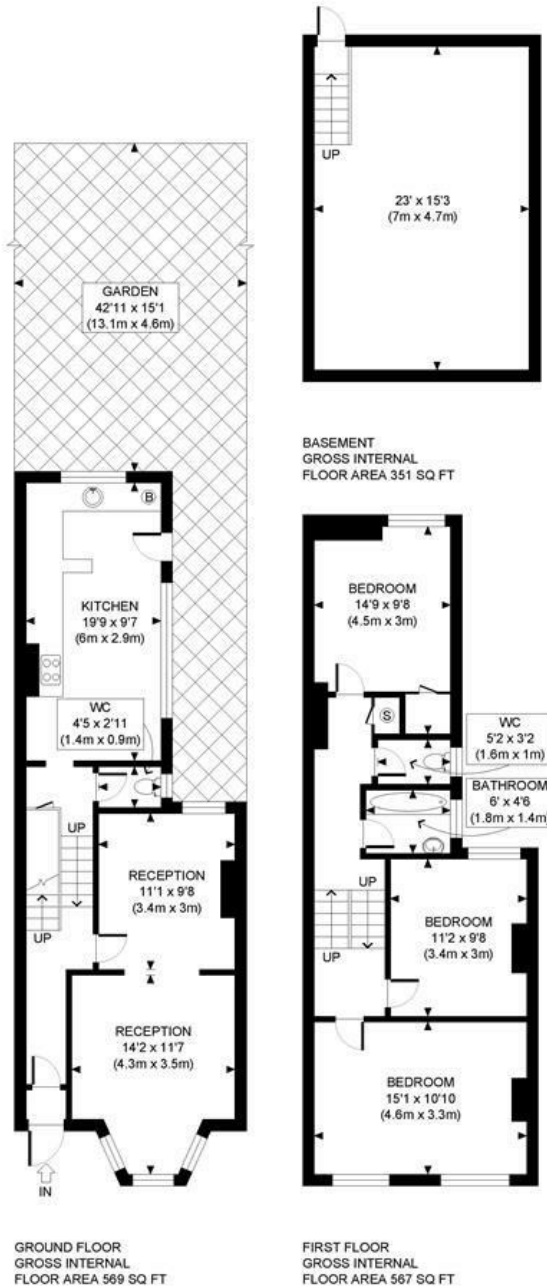 UP
23' x 15'3
(7m x 4.7m)
BASEMENT
GROSS INTERNAL
FLOOR AREA 351 SQ FT
GARDEN
42'11 x 15'1
(13.1m x 4.6m)
B
KITCHEN
19'9 x 9'7
(6m x 2.9m)
WC
4'5 x 2'11
(1.4m x 0.9m)
UP
UP
RECEPTION
11'1 x 9'8
(3.4m x 3m)
RECEPTION
14'2 x 11'7
(4.3m x 3.5m)
IN
GROUND FLOOR
GROSS INTERNAL
FLOOR AREA 569 SQ FT
BEDROOM
14'9 x 9'8
(4.5m x 3m)
S
WC
5'2 x 3'2
(1.6m x 1m)
BATHROOM
6' x 4'6
(1.8m x 1.4m)
UP
UP
BEDROOM
11'2 x 9'8
(3.4m x 3m)
BEDROOM
15'1 x 10'10
(4.6m x 3.3m)
FIRST FLOOR
GROSS INTERNAL
FLOOR AREA 567 SQ FT